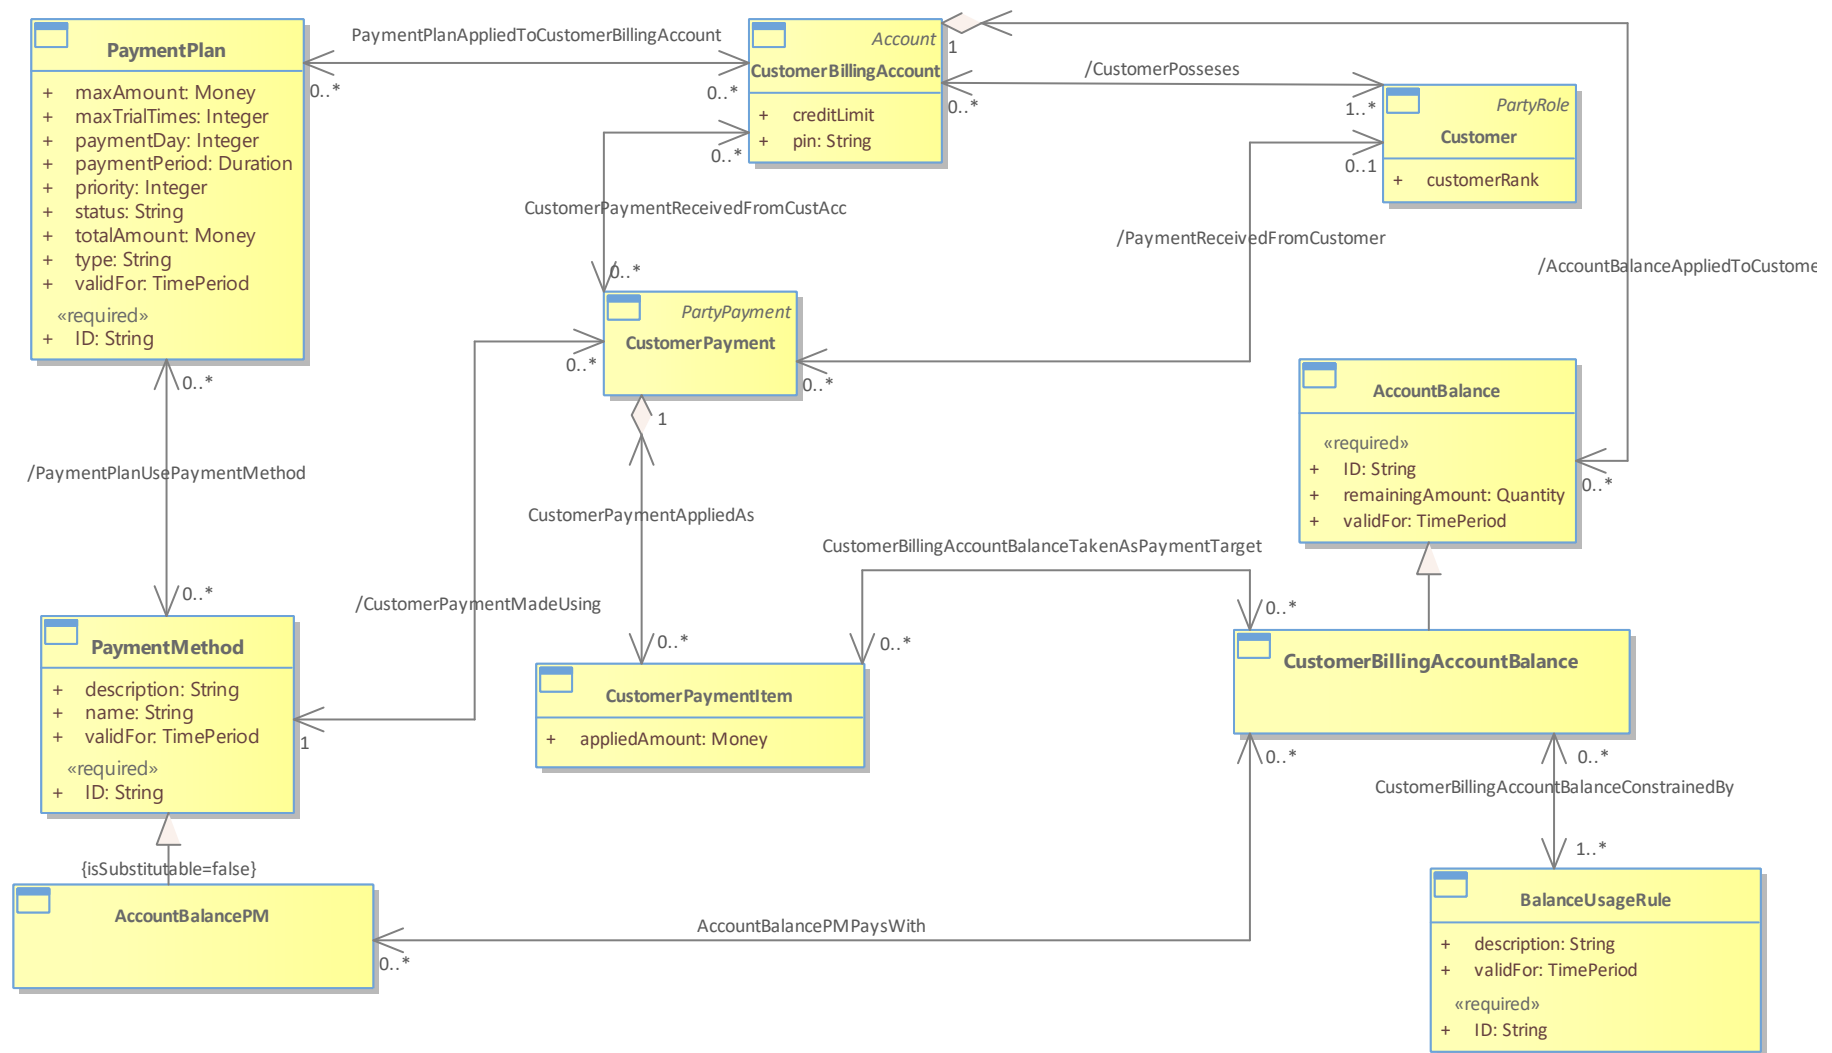 PaymentPlan
+ maxAmount: Money
+ maxTrialTimes: Integer
+ paymentDay: Integer
+ paymentPeriod: Duration
+ priority: Integer
+ status: String
+ totalAmount: Money
+ type: String
+ validFor: TimePeriod
«required»
+ ID: String
PaymentPlanAppliedToCustomerBillingAccount
0..*
0..*
Account
CustomerBillingAccount
+ creditLimit
+ pin: String
1
/CustomerPosseses
0..*
1..*
PartyRole
Customer
+ customerRank
0..1
0..*
CustomerPaymentReceivedFromCustAcc
0..*
/PaymentReceivedFromCustomer
/AccountBalanceAppliedToCustome
PartyPayment
CustomerPayment
0..*
0..*
1
AccountBalance
«required»
+ ID: String
+ remainingAmount: Quantity
+ validFor: TimePeriod
0..*
0..*
/PaymentPlanUsePaymentMethod
0..*
CustomerPaymentAppliedAs
CustomerBillingAccountBalanceTakenAsPaymentTarget
/CustomerPaymentMadeUsing
0..*
0..*
0..*
PaymentMethod
+ description: String
+ name: String
+ validFor: TimePeriod
«required»
+ ID: String
1
CustomerPaymentItem
+ appliedAmount: Money
CustomerBillingAccountBalance
0..*
0..*
CustomerBillingAccountBalanceConstrainedBy
1..*
{isSubstitutable=false}
AccountBalancePM
AccountBalancePMPaysWith
0..*
BalanceUsageRule
+ description: String
+ validFor: TimePeriod
«required»
+ ID: String